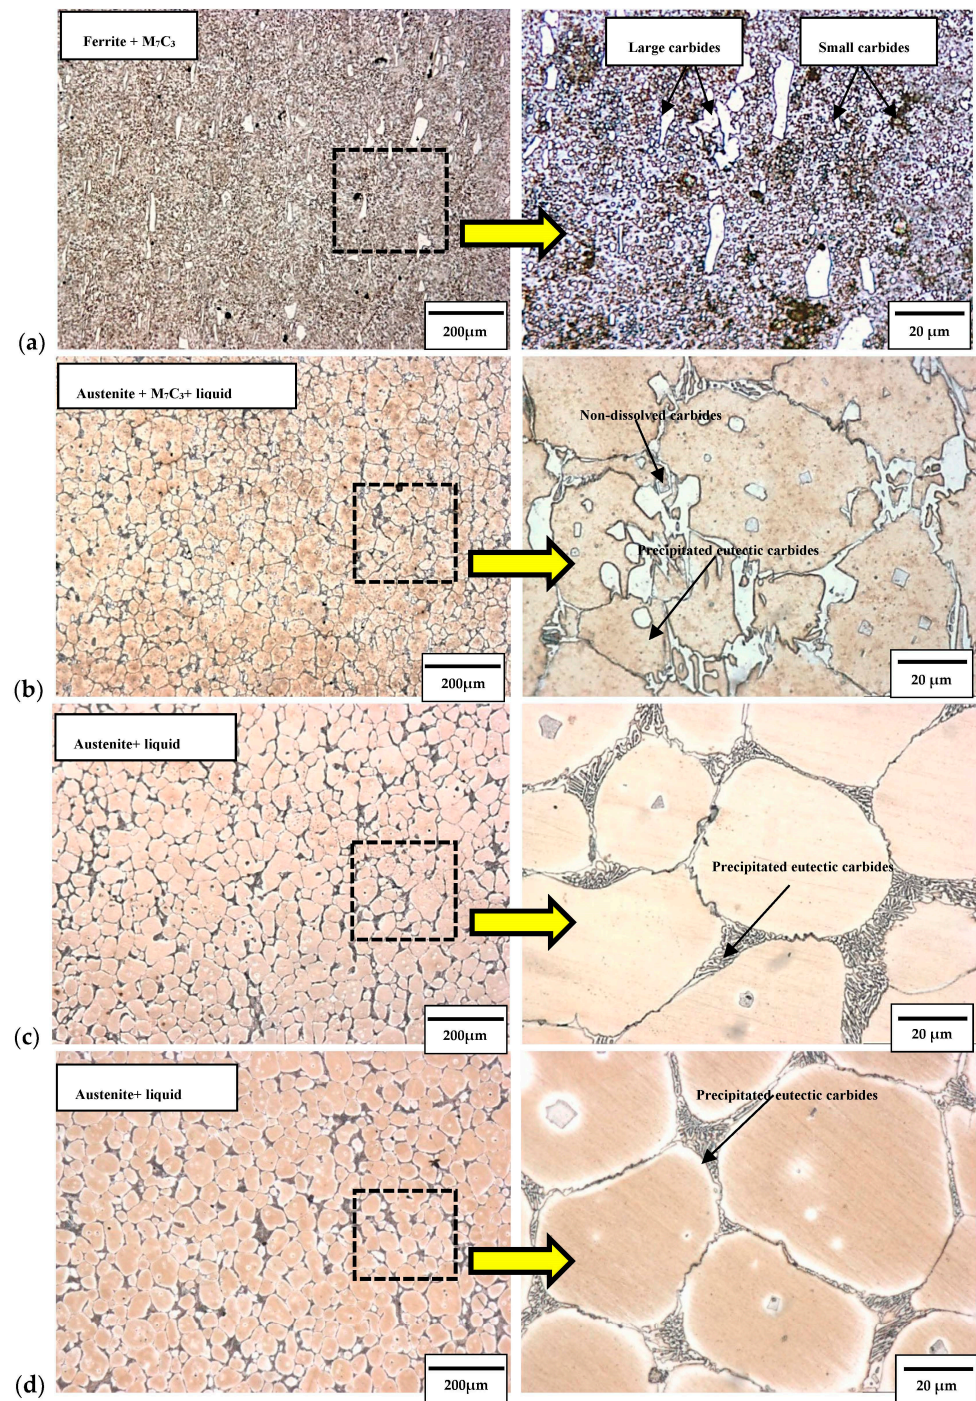 Ferrite + M₇C₃
Large carbides
Small carbides
200µm
20 µm
(a)
Austenite + M₇C₃+ liquid
Non-dissolved carbides
Precipitated eutectic carbides
200µm
20 µm
(b)
Austenite+ liquid
Precipitated eutectic carbides
200µm
20 µm
(c)
Austenite+ liquid
Precipitated eutectic carbides
200µm
20 µm
(d)